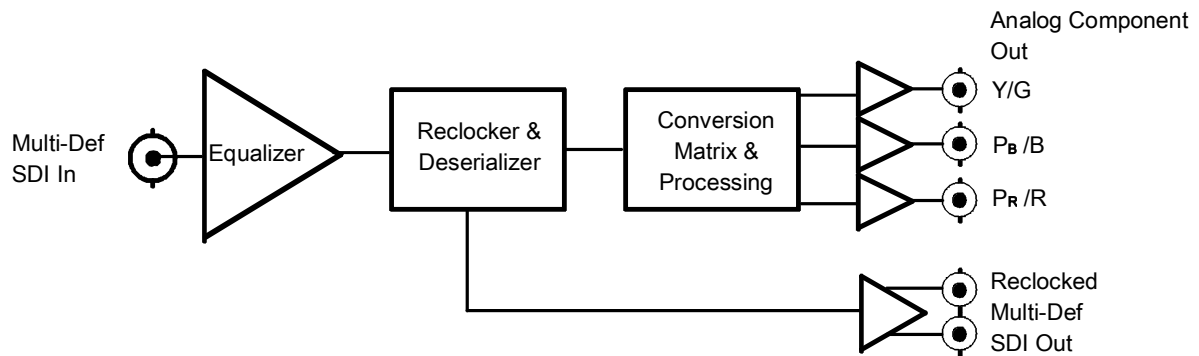 Multi-Def
SDI In
Equalizer
Reclocker &
Deserializer
Conversion
Matrix &
Processing
Analog Component
Out
Y/G
PB /B
PR /R
Reclocked
Multi-Def
SDI Out